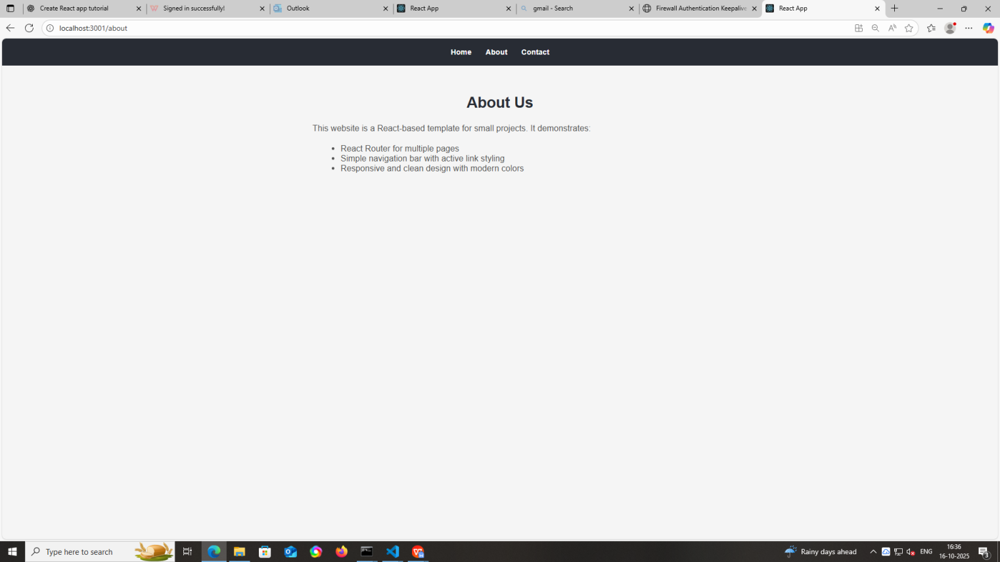 Create React app tutorial
Signed in successfully!
Outlook
React App
gmail - Search
Firewall Authentication Keepalive
React App
localhost:3001/about
Home About Contact
About Us
This website is a React-based template for small projects. It demonstrates:
• React Router for multiple pages
• Simple navigation bar with active link styling
• Responsive and clean design with modern colors
Type here to search
Rainy days ahead
ENG
16:36
16-10-2025
3